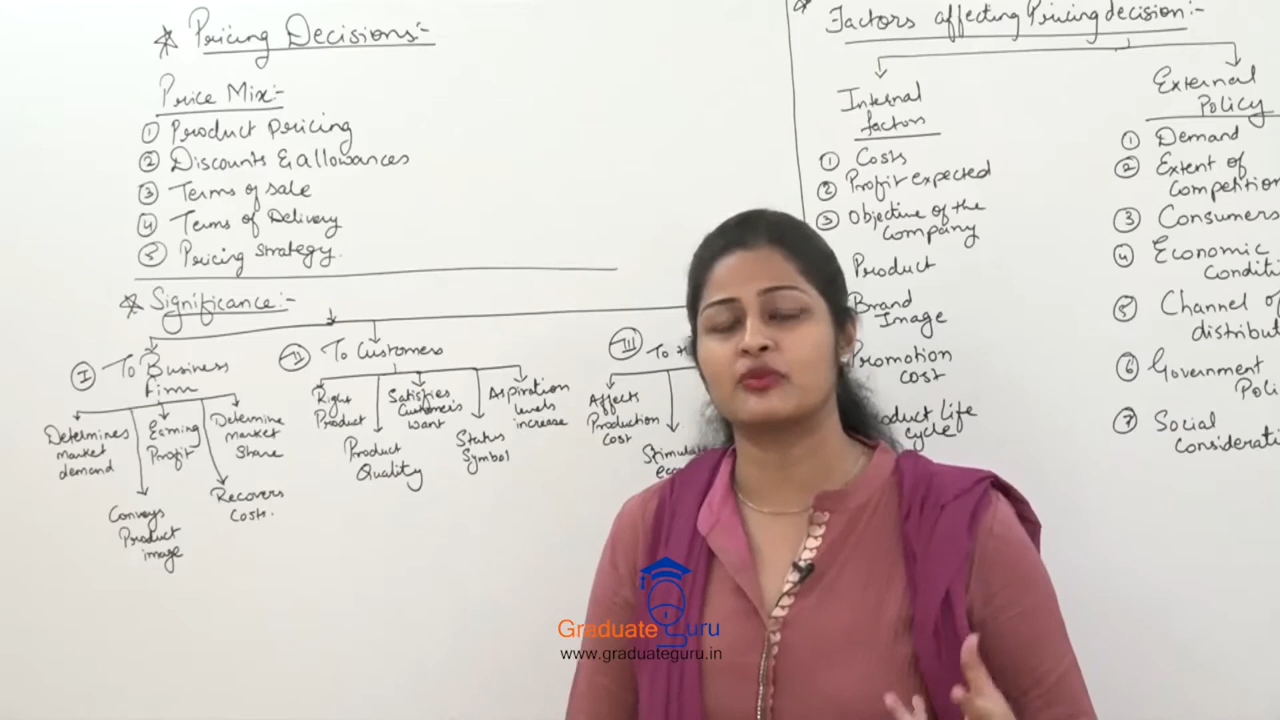 ☆ Pricing Decisions:-
Price Mix:-
① Product pricing
② Discounts & allowances
③ Terms of sale
④ Terms of Delivery
⑤ Pricing strategy.
☆ Significance:-
Ⓘ To Business
firm
Determines
market
demand
Conveys
Product
image
Earning
Profit
Recovers
Costs.
Determine
market
Share
Ⅱ To Customers
Right
Product
Product
Quality
Satisfies
Customer's
want
Status
Symbol
Aspiration
levels
increase
Ⅲ To
Affects
Production
Cost
Factors affecting Pricing decision:-
Internal
factors
① Costs
② Profit expected
③ Objective of the
company
Product
Brand
Image
Promotion
cost
Life
cycle
External
Policy
① Demand
② Extent of
Competition
③ Consumers
④ Economic
⑤ Channel of
⑥ Government
⑦ Social
Graduate Guru
www.graduateguru.in